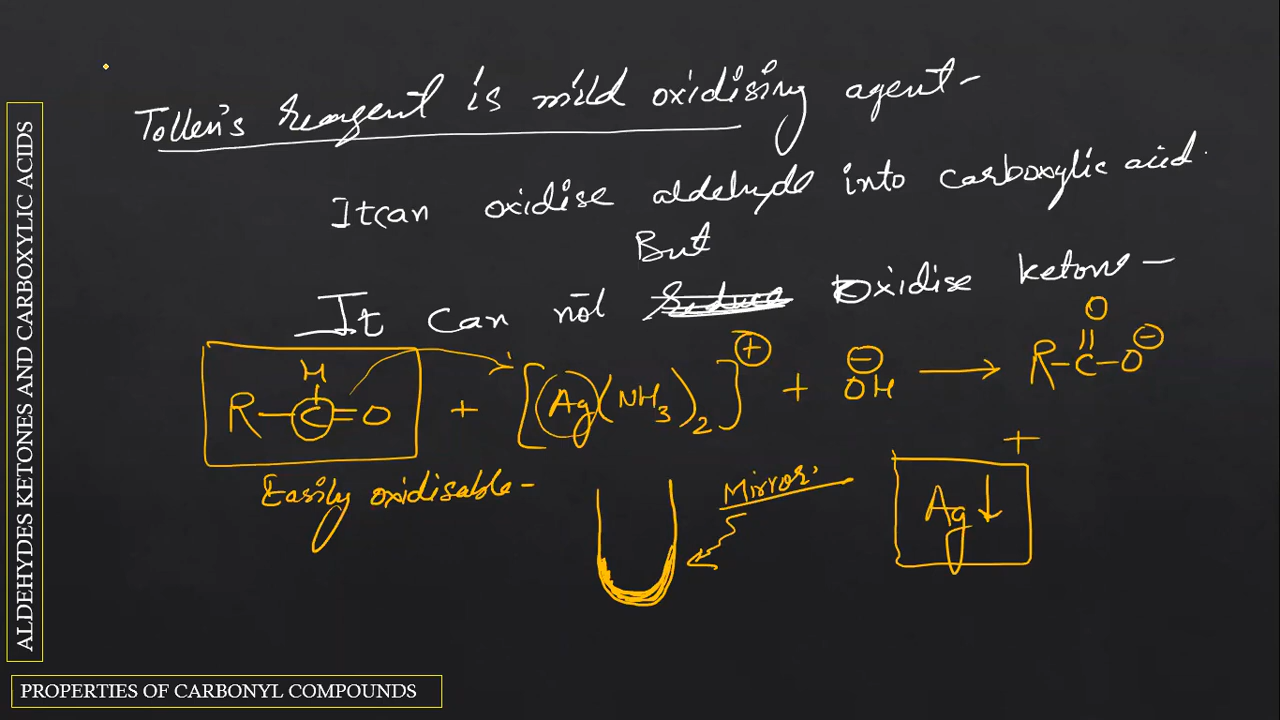 Tollen's Reagent is mild oxidising agent-
It can oxidise aldehyde into carboxylic acid.
But
It can not Reduce Oxidise ketone-
H
R-C=O + [Ag(NH3)2]⊕ + ⊖OH → R-C-O⊖
O
+
Easily oxidisable-
Mirror.
Ag↓
ALDEHYDES KETONES AND CARBOXYLIC ACIDS
PROPERTIES OF CARBONYL COMPOUNDS